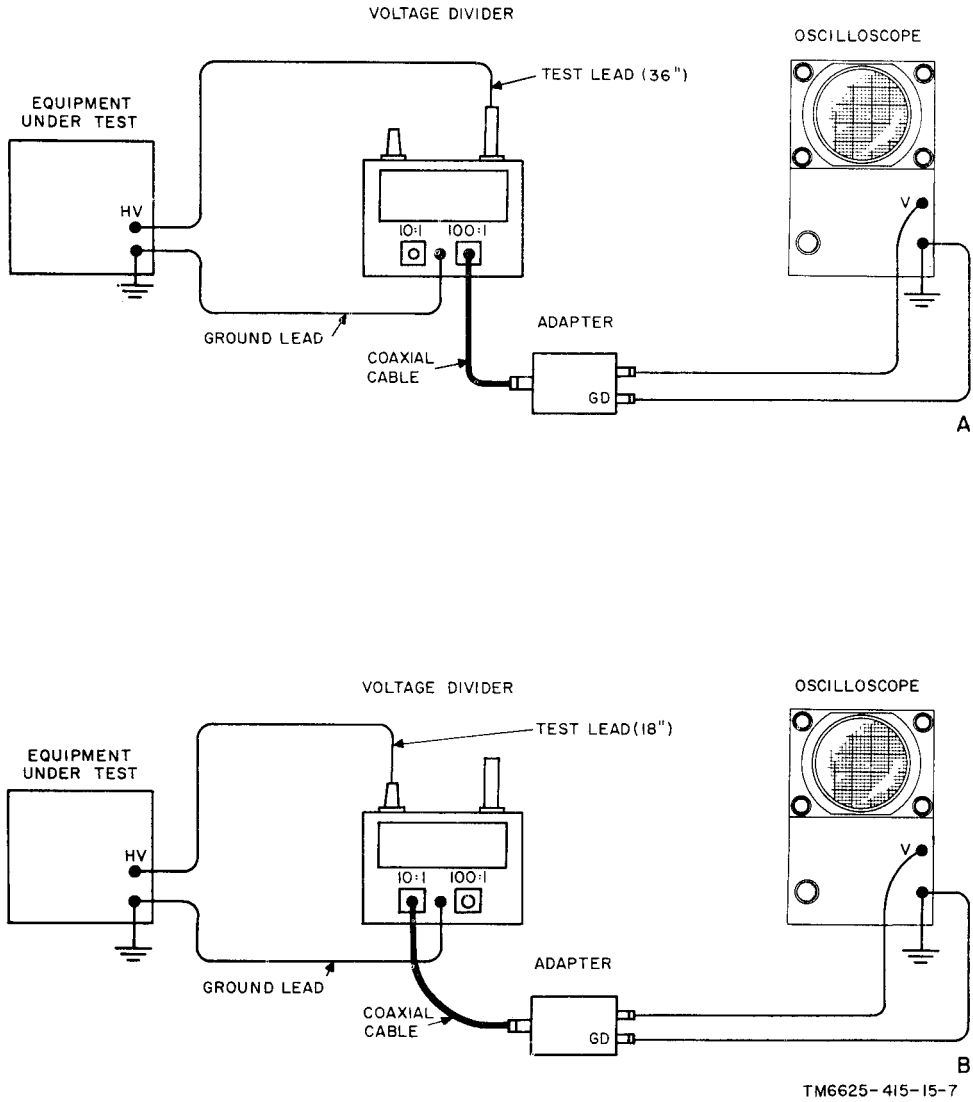 VOLTAGE DIVIDER
OSCILLOSCOPE
TEST LEAD (36")
EQUIPMENT
UNDER TEST
HV
V
10:1 100:1
GROUND LEAD
ADAPTER
COAXIAL
CABLE
GD
A
VOLTAGE DIVIDER
OSCILLOSCOPE
TEST LEAD (18")
EQUIPMENT
UNDER TEST
HV
V
10:1 100:1
GROUND LEAD
ADAPTER
COAXIAL
CABLE
GD
B
TM6625-415-15-7